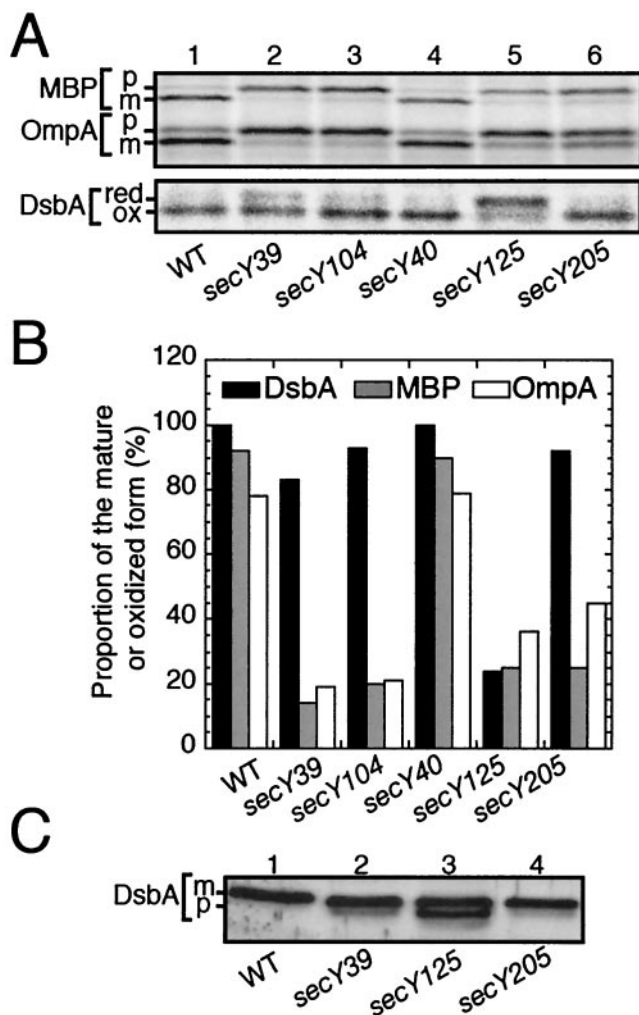 A
1 2 3 4 5 6
MBP [ p
m
OmpA [ p
m
DsbA [ red
ox
WT secY39 secY104 secY40 secY125 secY205
B
120
100
80
60
40
20
0
Proportion of the mature
or oxidized form (%)
DsbA MBP OmpA
WT secY39 secY104 secY40 secY125 secY205
C
1 2 3 4
DsbA [ m
p
WT secY39 secY125 secY205